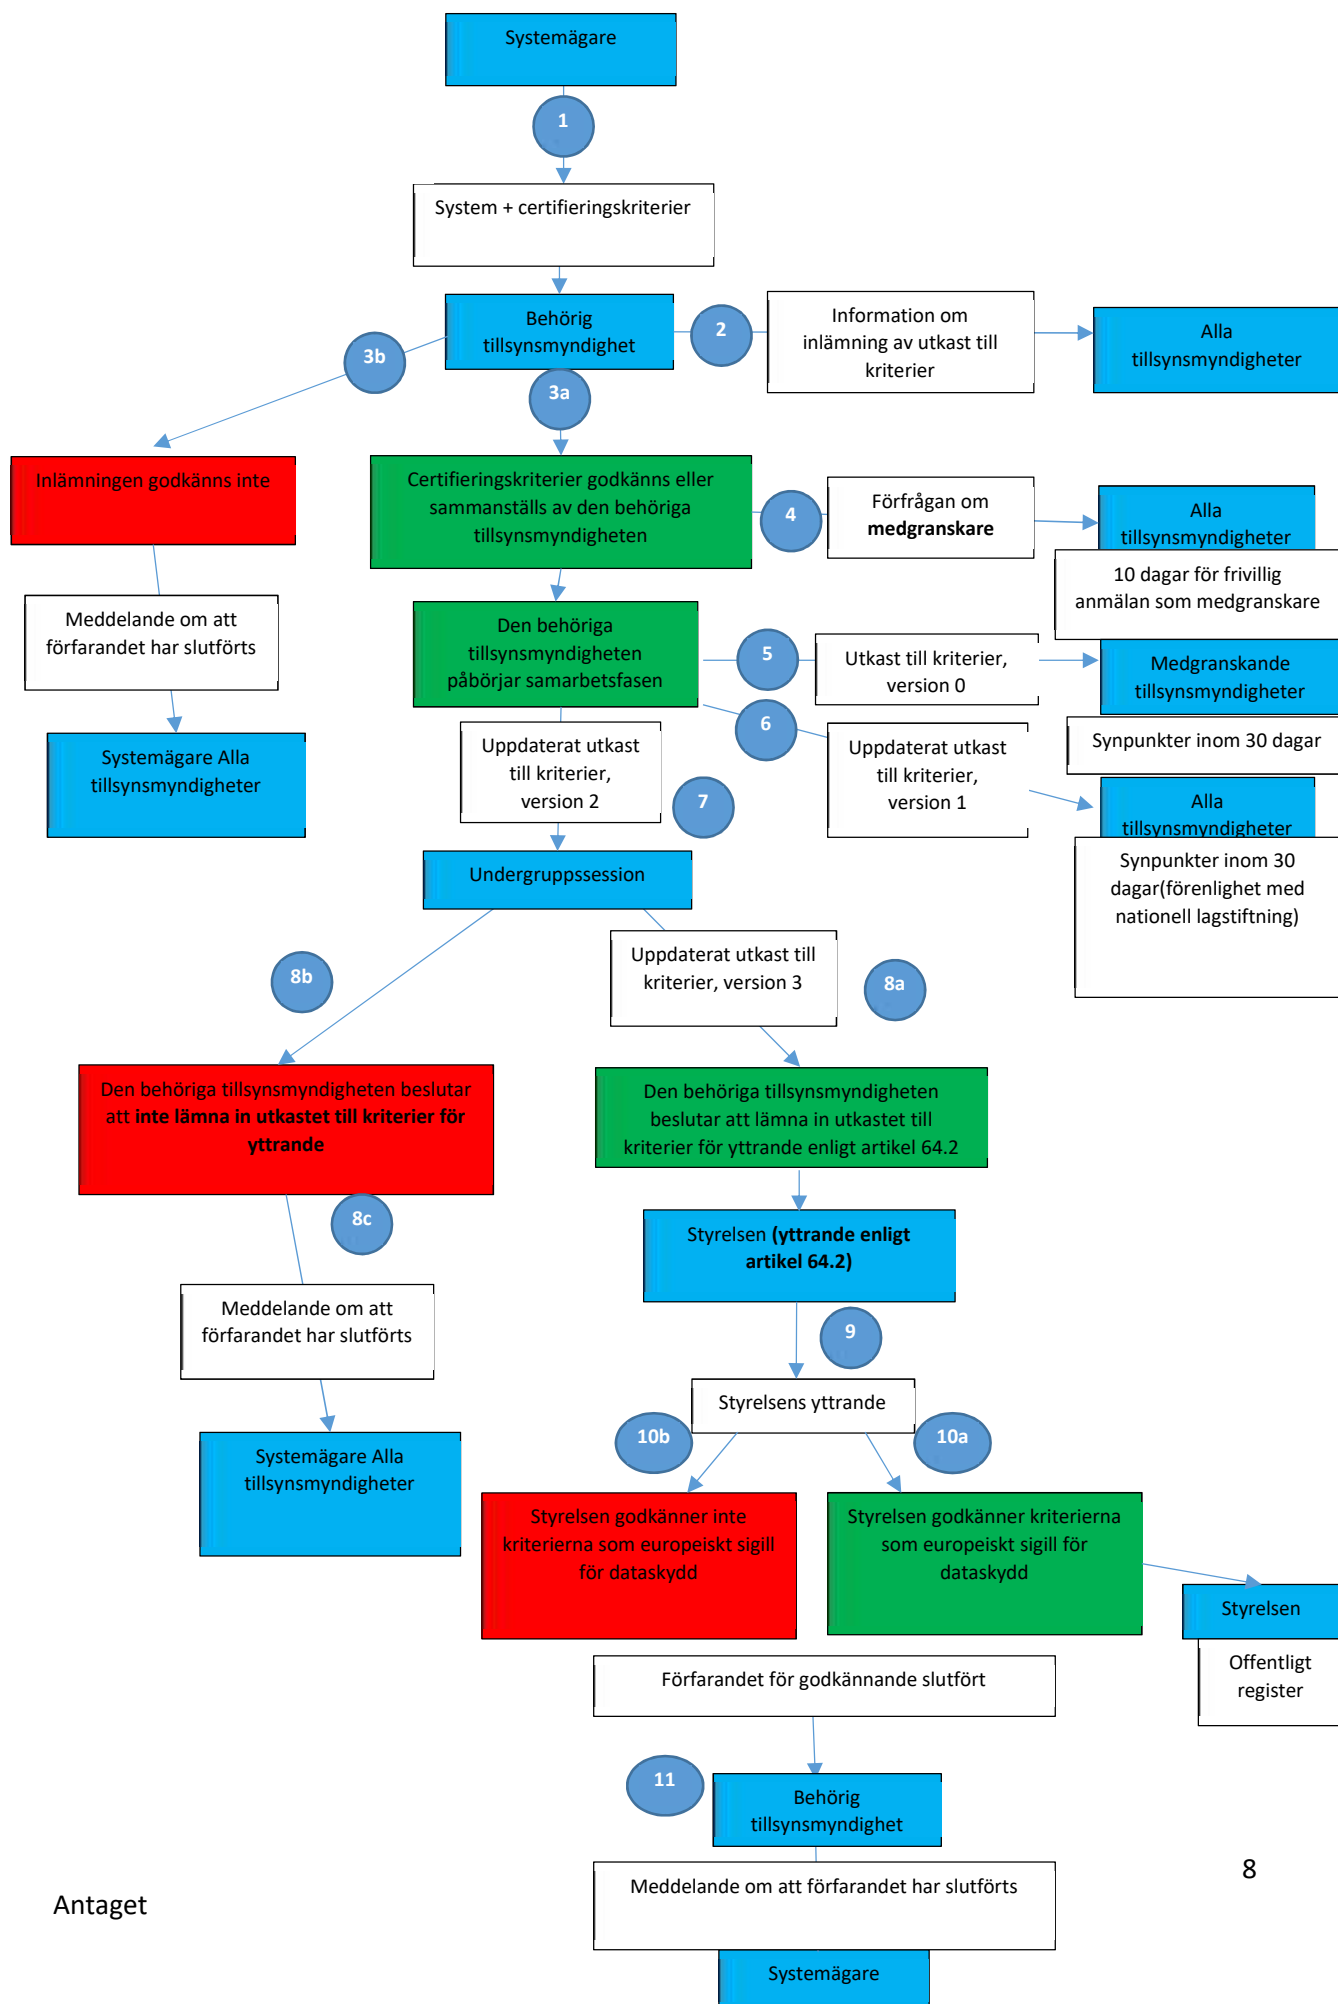 Systemägare
1
System + certifieringskriterier
Behörig
tillsynsmyndighet
2
Information om
inlämning av utkast till
kriterier
Alla
tillsynsmyndigheter
3b
3a
Inlämningen godkänns inte
Certifieringskriterier godkänns eller
sammanställs av den behöriga
tillsynsmyndigheten
4
Förfrågan om
medgranskare
Alla
tillsynsmyndigheter
10 dagar för frivillig
anmälan som medgranskare
Meddelande om att
förfarandet har slutförts
Den behöriga
tillsynsmyndigheten
påbörjar samarbetsfasen
5
Utkast till kriterier,
version 0
Medgranskande
tillsynsmyndigheter
Synpunkter inom 30 dagar
6
Systemägare Alla
tillsynsmyndigheter
Uppdaterat utkast
till kriterier,
version 2
7
Uppdaterat utkast
till kriterier,
version 1
Alla
tillsynsmyndigheter
Synpunkter inom 30
dagar(förenlighet med
nationell lagstiftning)
Undergruppssession
8b
Uppdaterat utkast till
kriterier, version 3
8a
Den behöriga tillsynsmyndigheten beslutar
att inte lämna in utkastet till kriterier för
yttrande
Den behöriga tillsynsmyndigheten
beslutar att lämna in utkastet till
kriterier för yttrande enligt artikel 64.2
8c
Styrelsen (yttrande enligt
artikel 64.2)
Meddelande om att
förfarandet har slutförts
9
Styrelsens yttrande
Systemägare Alla
tillsynsmyndigheter
10b
10a
Styrelsen godkänner inte
kriterierna som europeiskt sigill
för dataskydd
Styrelsen godkänner kriterierna
som europeiskt sigill för
dataskydd
Styrelsen
Offentligt
register
Förfarandet för godkännande slutfört
11
Behörig
tillsynsmyndighet
Meddelande om att förfarandet har slutförts
Systemägare
8
Antaget